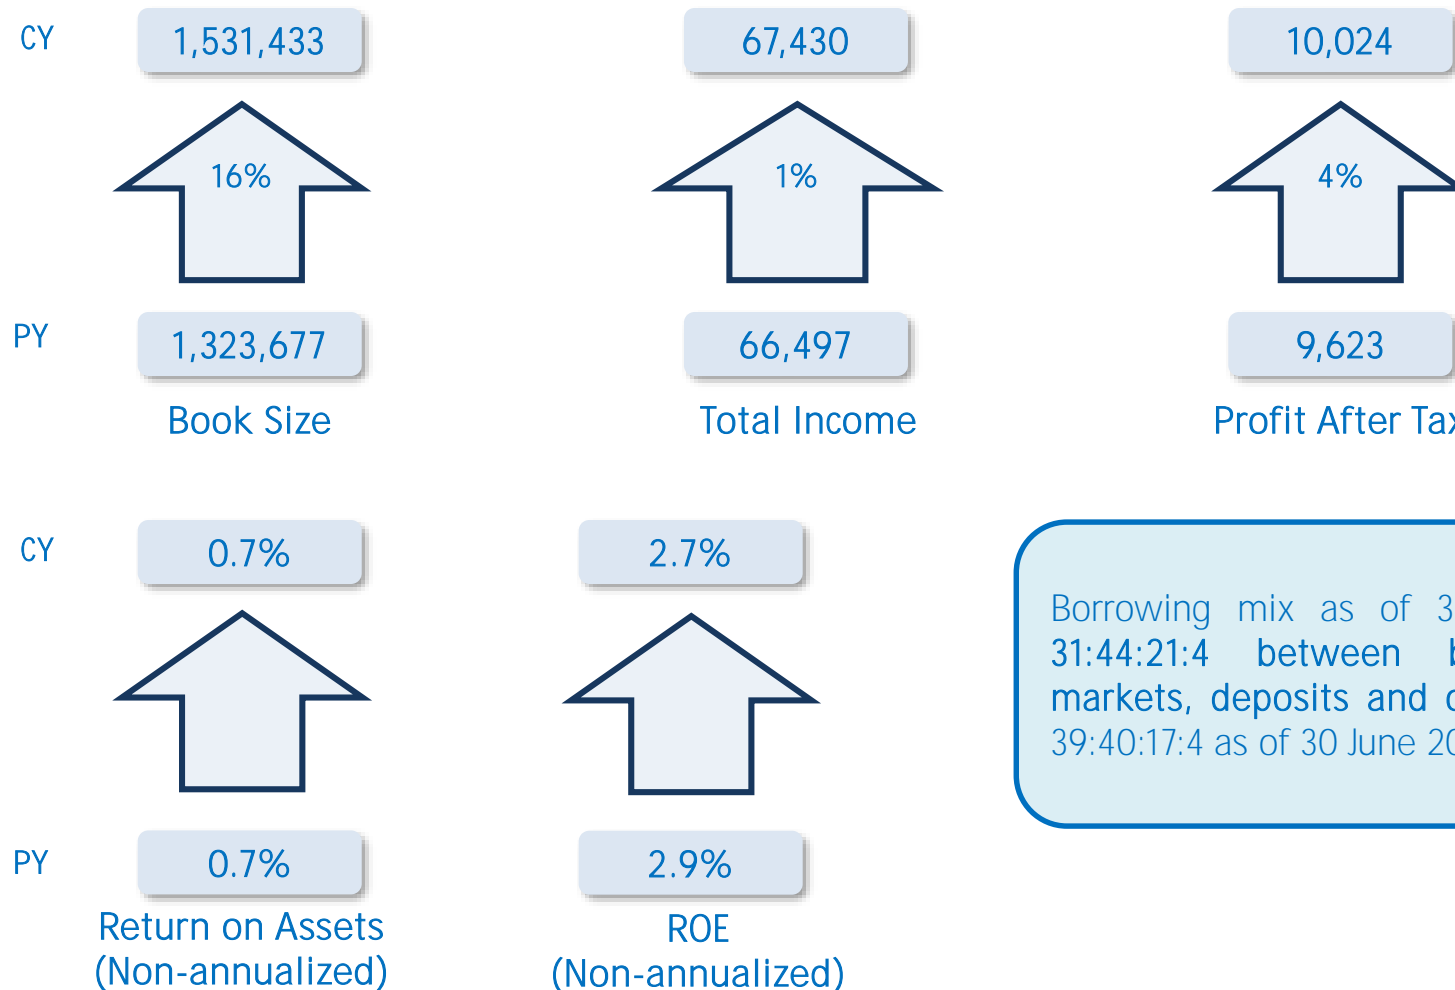 CY 1,531,433 67,430 10,024
16% 1% 4%
PY 1,323,677 66,497 9,623
Book Size Total Income Profit After
CY 0.7% 2.7%
Borrowing mix as of
31:44:21:4 between
markets, deposits and
39:40:17:4 as of 30 June
PY 0.7% 2.9%
Return on Assets ROE
(Non-annualized) (Non-annualized)